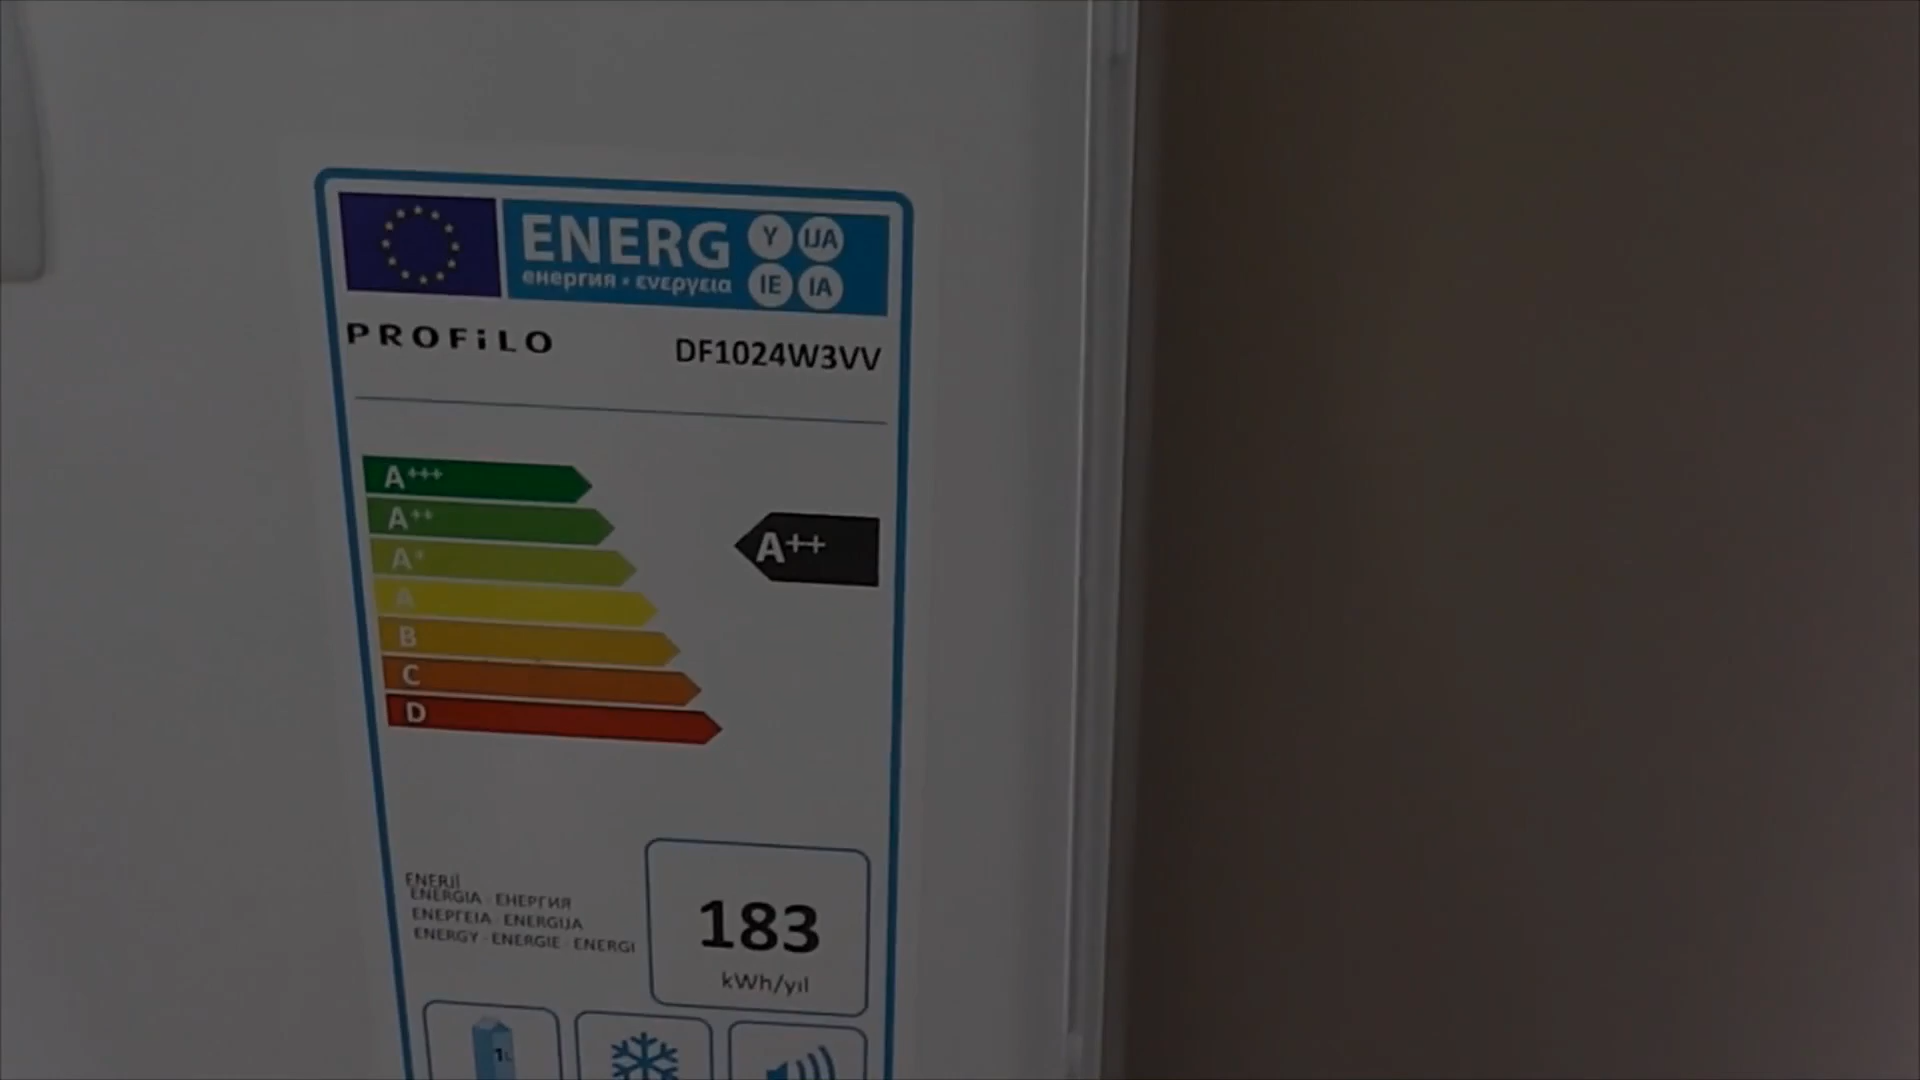 ENERG Y IJA
енергия · ενεργεια IE IA
PROFiLO DF1024W3VV
A+++
A++
A+
A
B
C
D
A++
ENERJİ
ENERGIA · ЕНЕРГИЯ
ΕΝΕΡΓΕΙΑ · ENERGIJA
ENERGY · ENERGIE · ENERGI
183
kWh/yıl
1L